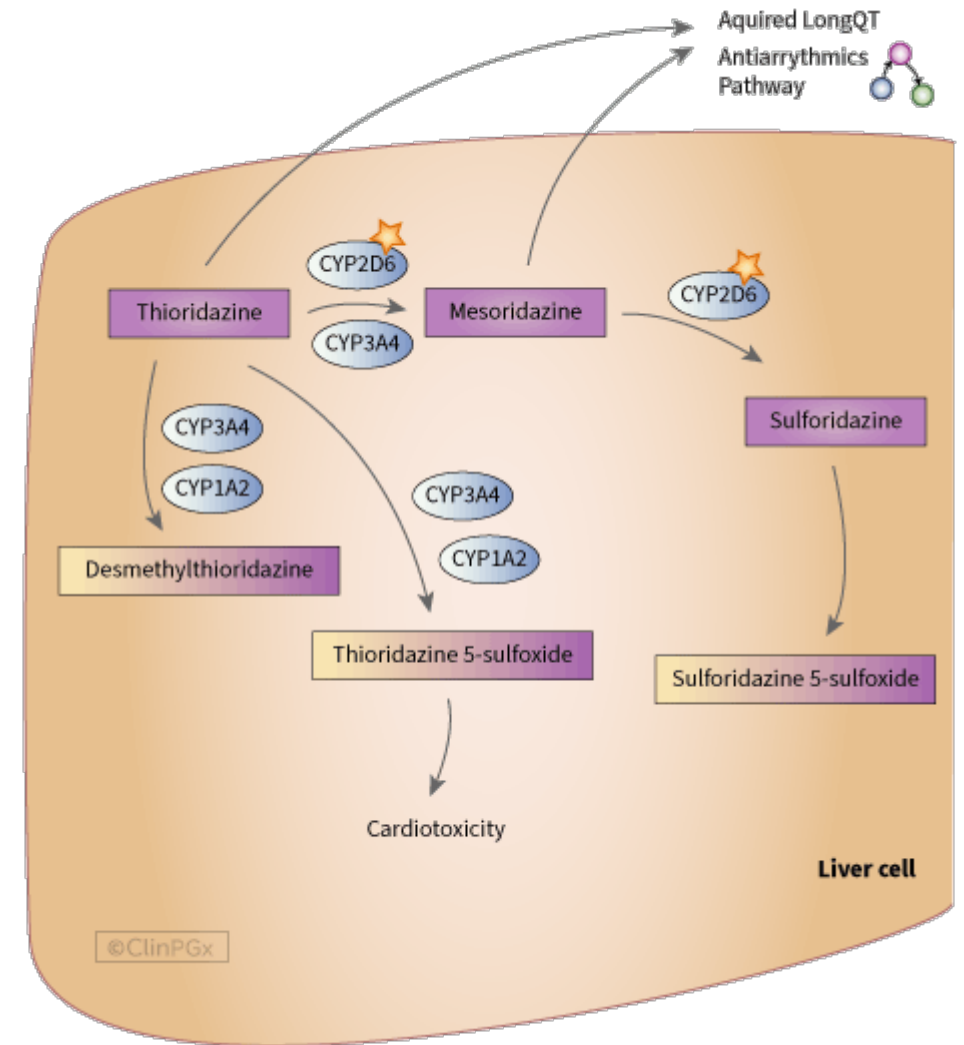 Aquired LongQT
Antiarrythmics
Pathway
CYP2D6
Thioridazine
CYP3A4
Mesoridazine
CYP2D6
Sulforidazine
CYP3A4
CYP1A2
CYP3A4
CYP1A2
Desmethylthioridazine
Thioridazine 5-sulfoxide
Sulforidazine 5-sulfoxide
Cardiotoxicity
Liver cell
©ClinPGx